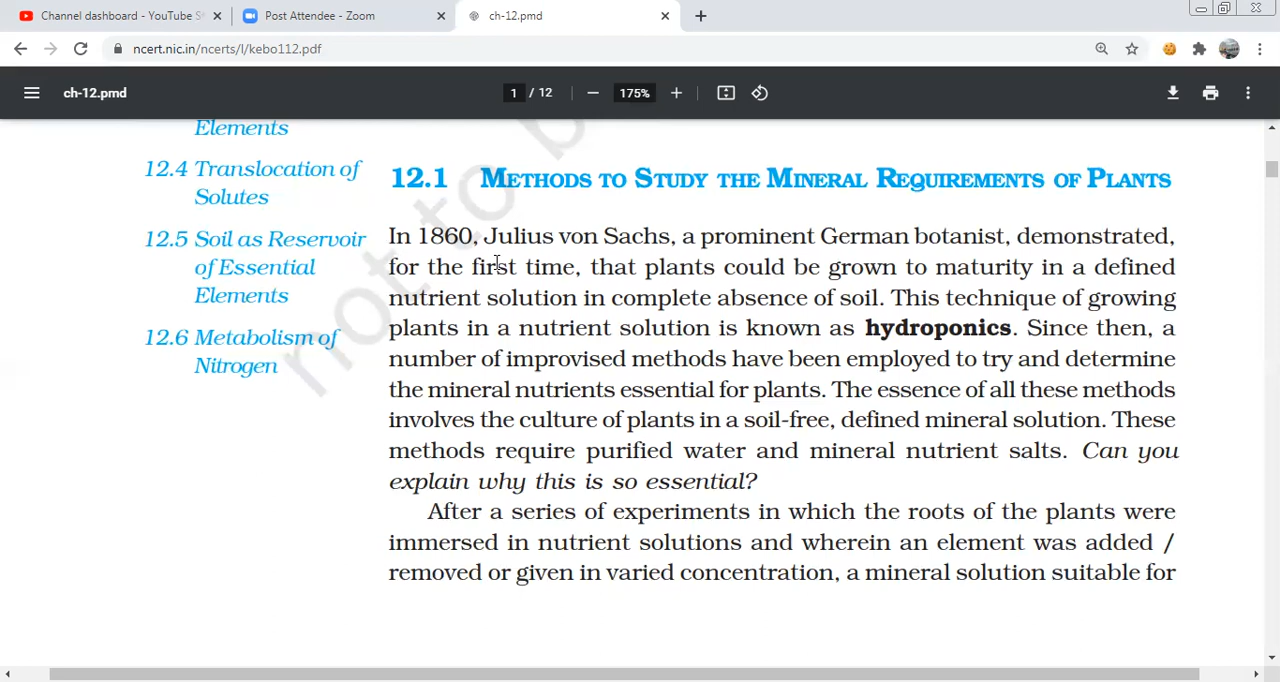 Channel dashboard - YouTube S
Post Attendee - Zoom
ch-12.pmd
ncert.nic.in/ncerts/l/kebo112.pdf
ch-12.pmd
1 / 12
175%
Elements
12.4 Translocation of
Solutes
12.5 Soil as Reservoir
of Essential
Elements
12.6 Metabolism of
Nitrogen
not to b
12.1 METHODS TO STUDY THE MINERAL REQUIREMENTS OF PLANTS
In 1860, Julius von Sachs, a prominent German botanist, demonstrated,
for the first time, that plants could be grown to maturity in a defined
nutrient solution in complete absence of soil. This technique of growing
plants in a nutrient solution is known as hydroponics. Since then, a
number of improvised methods have been employed to try and determine
the mineral nutrients essential for plants. The essence of all these methods
involves the culture of plants in a soil-free, defined mineral solution. These
methods require purified water and mineral nutrient salts. Can you
explain why this is so essential?
After a series of experiments in which the roots of the plants were
immersed in nutrient solutions and wherein an element was added /
removed or given in varied concentration, a mineral solution suitable for